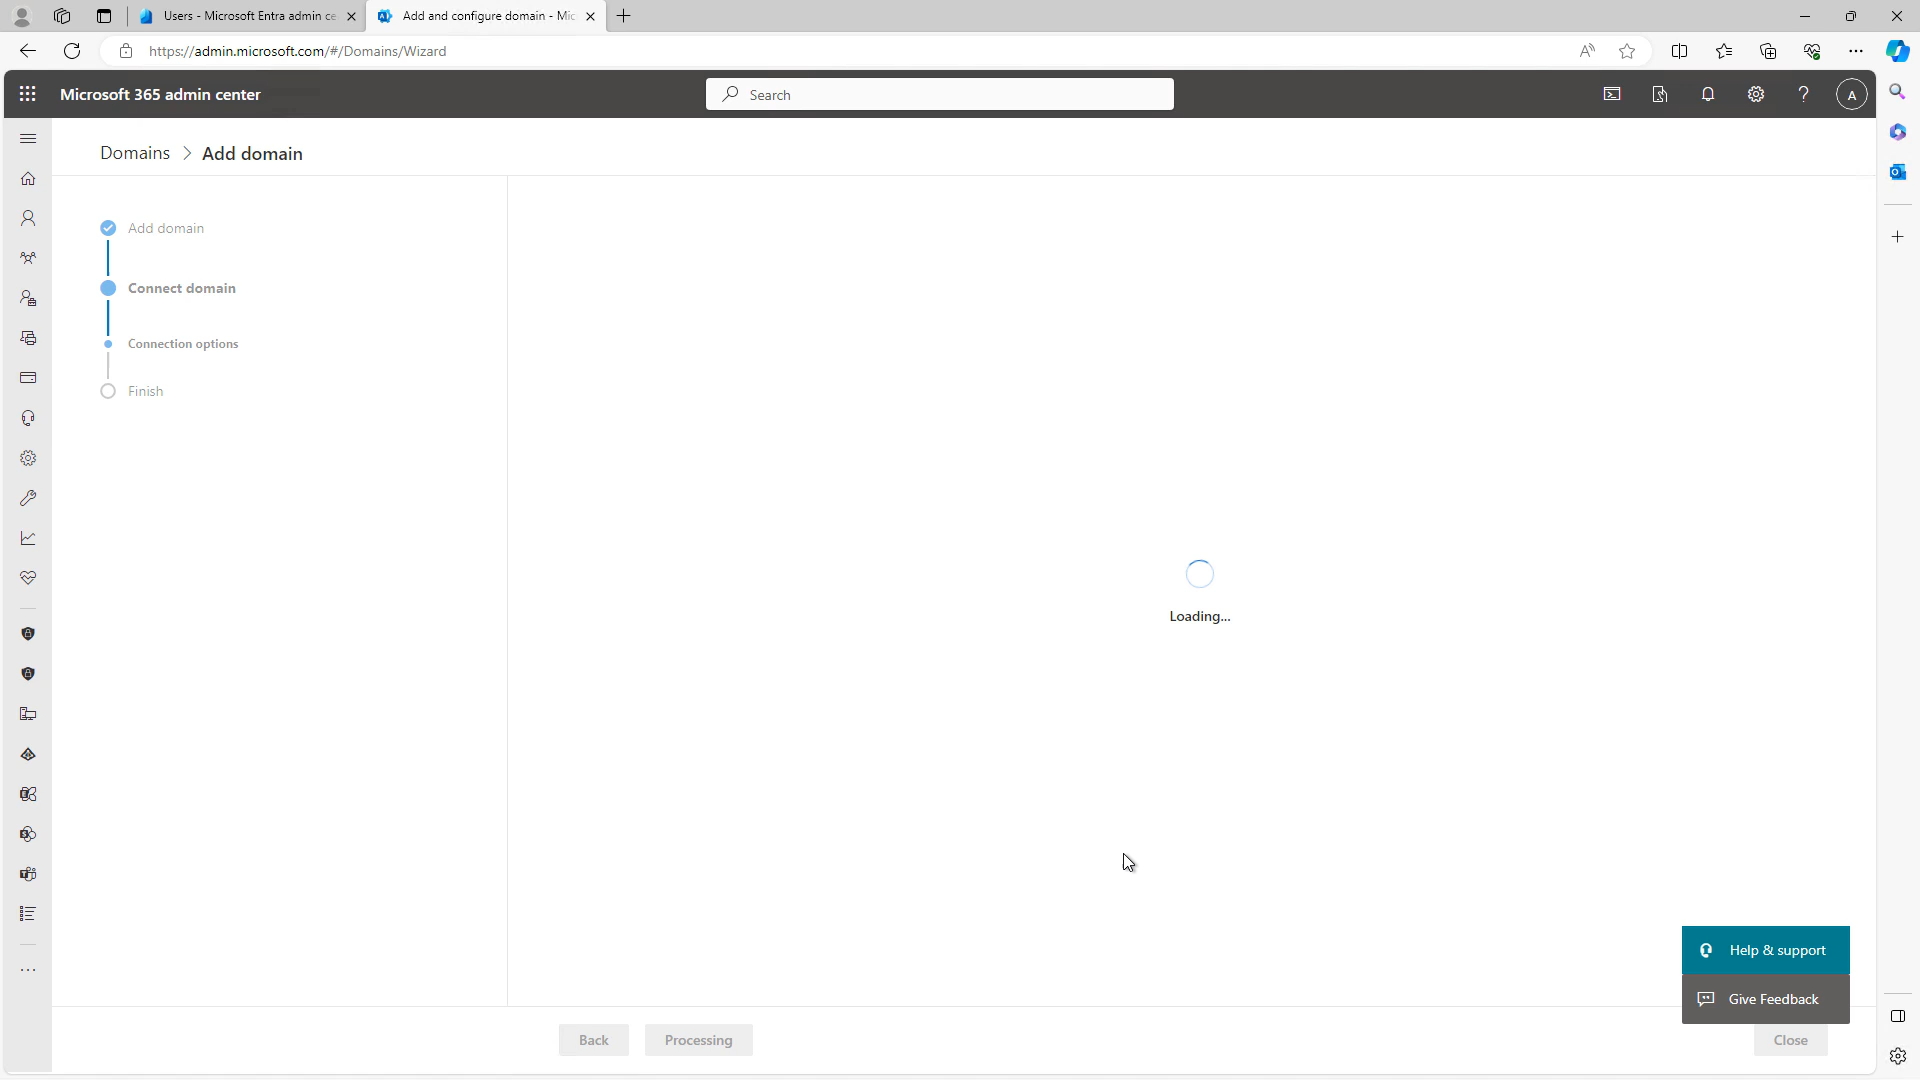 Users - Microsoft Entra admin ce
Add and configure domain - Mic
https://admin.microsoft.com/#/Domains/Wizard
Microsoft 365 admin center
Search
A
Domains > Add domain
Add domain
Connect domain
Connection options
Finish
Loading...
Help & support
Give Feedback
Back
Processing
Close